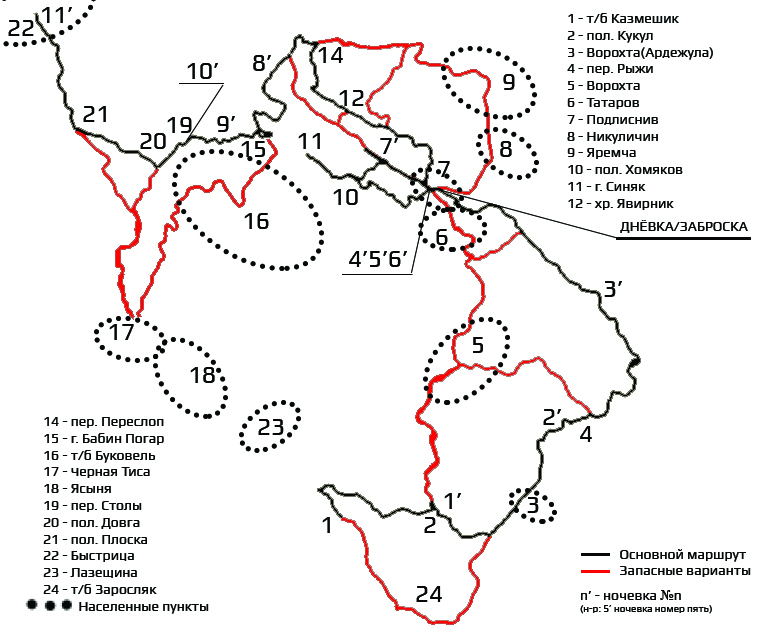 1 - т/б Казмешик
2 - пол. Кукул
3 - Ворохта(Ардежула)
4 - пер. Рыжи
5 - Ворохта
6 - Татаров
7 - Подлиснив
8 - Никуличин
9 - Яремча
10 - пол. Хомяков
11 - г. Синяк
12 - хр. Явирник
ДНЁВКА/ЗАБРОСКА
22
11’
10’
8’
14
9
21
20
19
9’
15
12
11
7’
10
7
8
16
6
4’5’6’
3’
17
18
5
23
2’
4
1
2
1’
3
24
14 - пер. Переслоп
15 - г. Бабин Погар
16 - т/б Буковель
17 - Черная Тиса
18 - Ясыня
19 - пер. Столы
20 - пол. Довга
21 - пол. Плоска
22 - Быстрица
23 - Лазещина
24 - т/б Заросляк
Населенные пункты
Основной маршрут
Запасные варианты
n’ - ночевка №n
(н-р: 5’ ночевка номер пять)